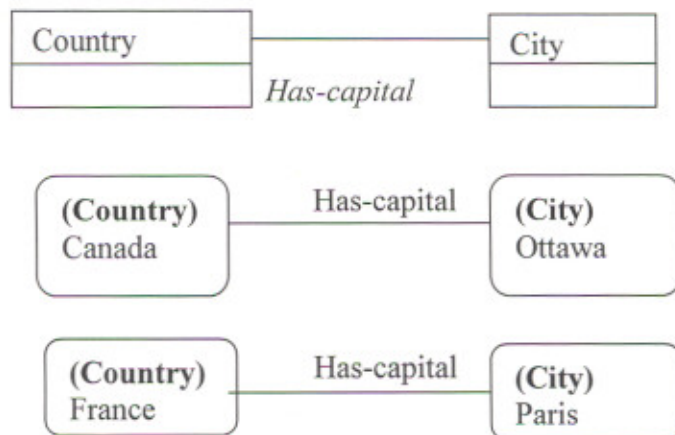 Country
City
Has-capital
(Country)
Canada
Has-capital
(City)
Ottawa
(Country)
France
Has-capital
(City)
Paris